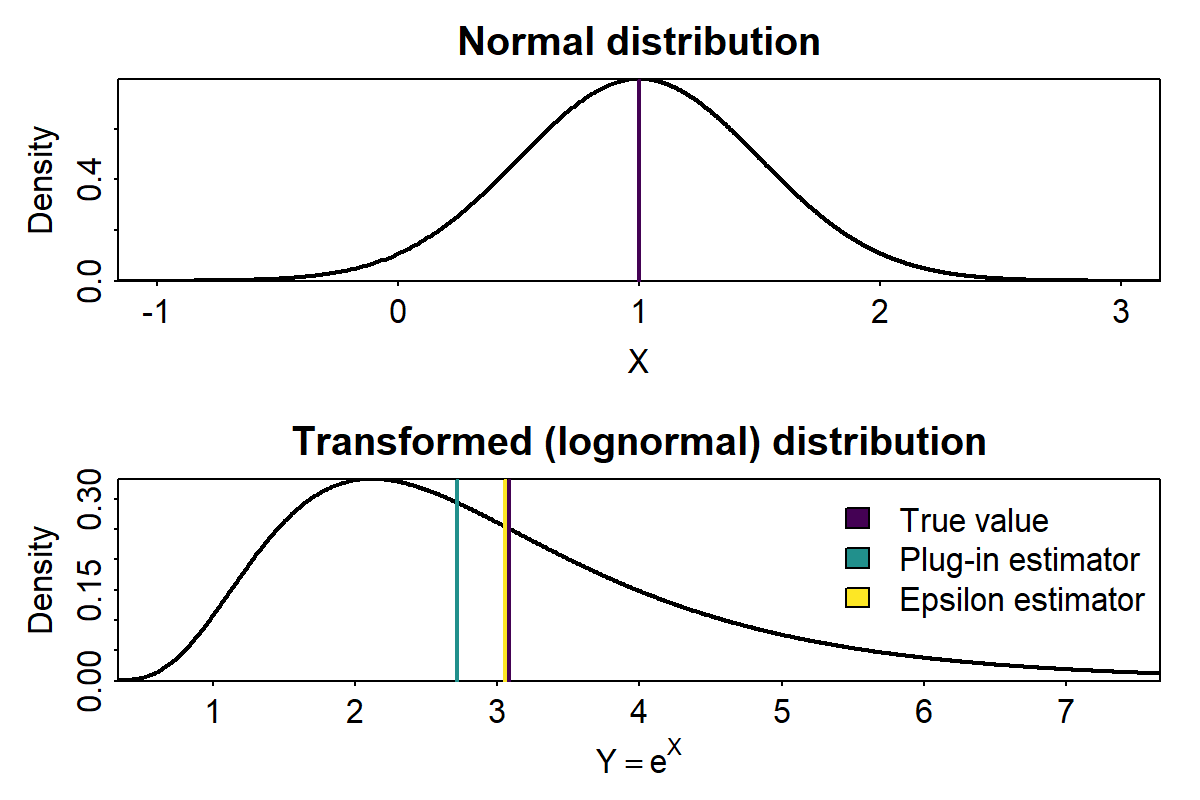 Normal distribution
Density
0.4
0.0
-1 0 1 2 3
X
Transformed (lognormal) distribution
Density
0.30
0.15
0.00
True value
Plug-in estimator
Epsilon estimator
1 2 3 4 5 6 7
Y = e^X